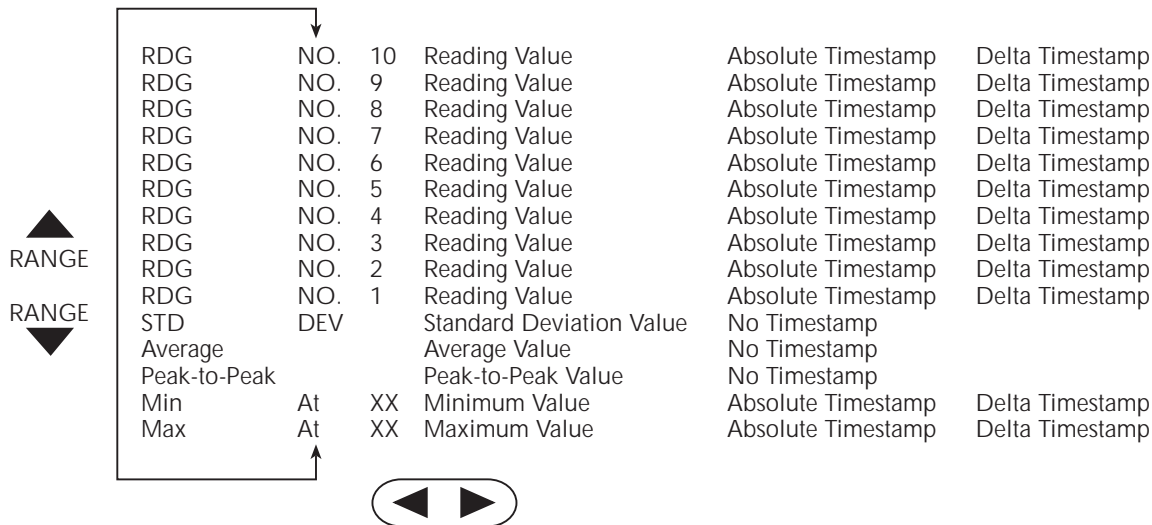 RDG NO. 10 Reading Value Absolute Timestamp Delta Timestamp
RDG NO. 9 Reading Value Absolute Timestamp Delta Timestamp
RDG NO. 8 Reading Value Absolute Timestamp Delta Timestamp
RDG NO. 7 Reading Value Absolute Timestamp Delta Timestamp
RDG NO. 6 Reading Value Absolute Timestamp Delta Timestamp
RDG NO. 5 Reading Value Absolute Timestamp Delta Timestamp
RDG NO. 4 Reading Value Absolute Timestamp Delta Timestamp
RDG NO. 3 Reading Value Absolute Timestamp Delta Timestamp
RDG NO. 2 Reading Value Absolute Timestamp Delta Timestamp
RDG NO. 1 Reading Value Absolute Timestamp Delta Timestamp
STD DEV Standard Deviation Value No Timestamp
Average Average Value No Timestamp
Peak-to-Peak Peak-to-Peak Value No Timestamp
Min At XX Minimum Value Absolute Timestamp Delta Timestamp
Max At XX Maximum Value Absolute Timestamp Delta Timestamp
RANGE
RANGE